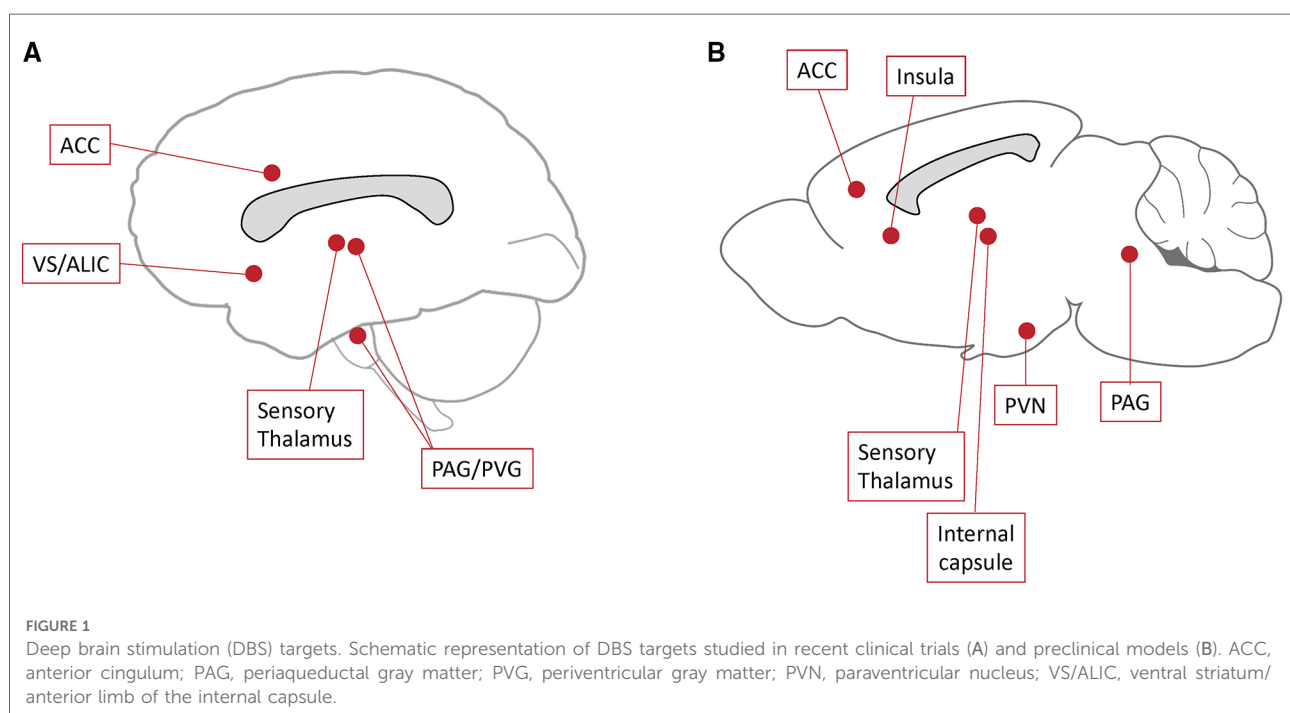 A
ACC
VS/ALIC
Sensory
Thalamus
PAG/PVG
B
ACC
Insula
PVN
PAG
Sensory
Thalamus
Internal
capsule
FIGURE 1
Deep brain stimulation (DBS) targets. Schematic representation of DBS targets studied in recent clinical trials (A) and preclinical models (B). ACC,
anterior cingulum; PAG, periaqueductal gray matter; PVG, periventricular gray matter; PVN, paraventricular nucleus; VS/ALIC, ventral striatum/
anterior limb of the internal capsule.